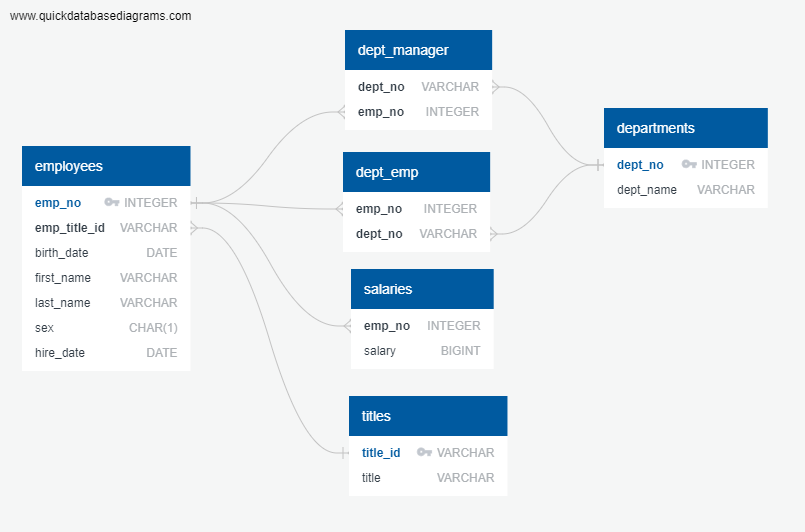 www.quickdatabasediagrams.com
employees
emp_no INTEGER
emp_title_id VARCHAR
birth_date DATE
first_name VARCHAR
last_name VARCHAR
sex CHAR(1)
hire_date DATE
dept_manager
dept_no VARCHAR
emp_no INTEGER
dept_emp
emp_no INTEGER
dept_no VARCHAR
salaries
emp_no INTEGER
salary BIGINT
titles
title_id VARCHAR
title VARCHAR
departments
dept_no INTEGER
dept_name VARCHAR